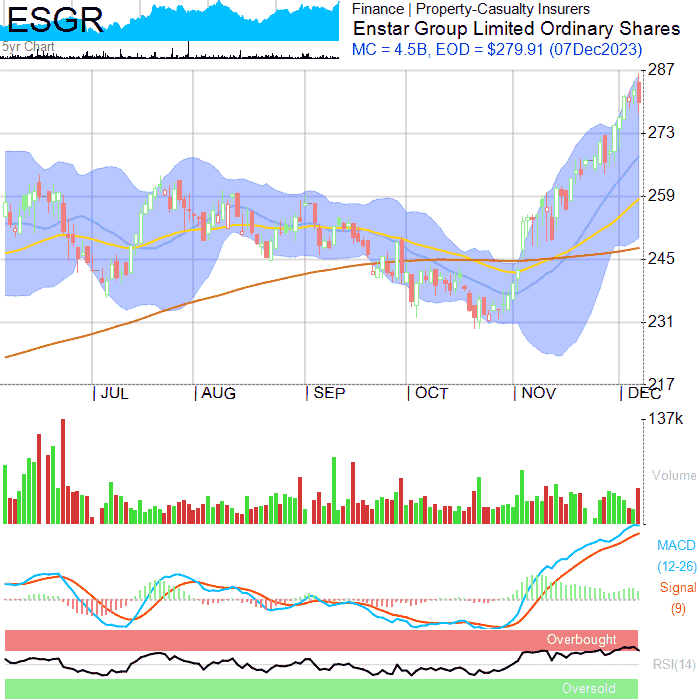 ESGR
5yr Chart
Finance | Property-Casualty Insurers
Enstar Group Limited Ordinary Shares
MC = 4.5B, EOD = $279.91 (07Dec2023)
287
273
259
245
231
217
JUL AUG SEP OCT NOV DEC
137k
Volume
MACD
(12-26)
Signal
(9)
Overbought
RSI(14)
Oversold